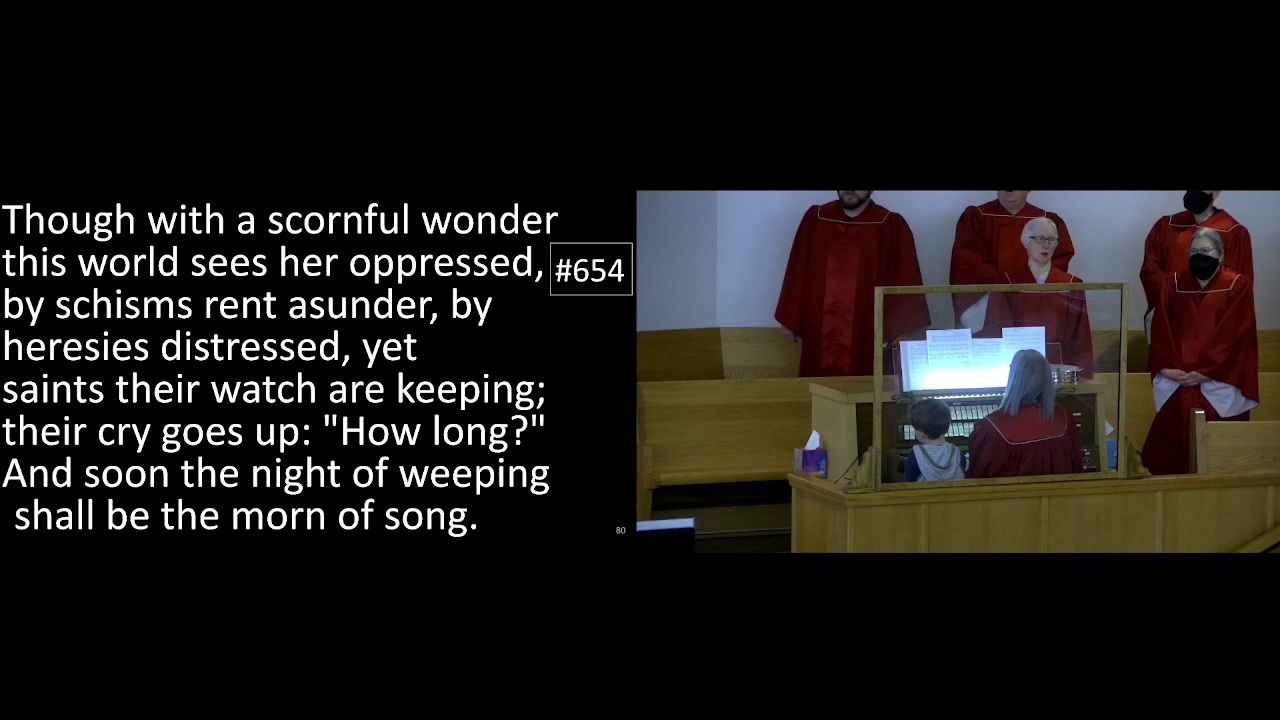 Though with a scornful wonder
this world sees her oppressed,
#654
by schisms rent asunder, by
heresies distressed, yet
saints their watch are keeping;
their cry goes up: "How long?"
And soon the night of weeping
shall be the morn of song.
80